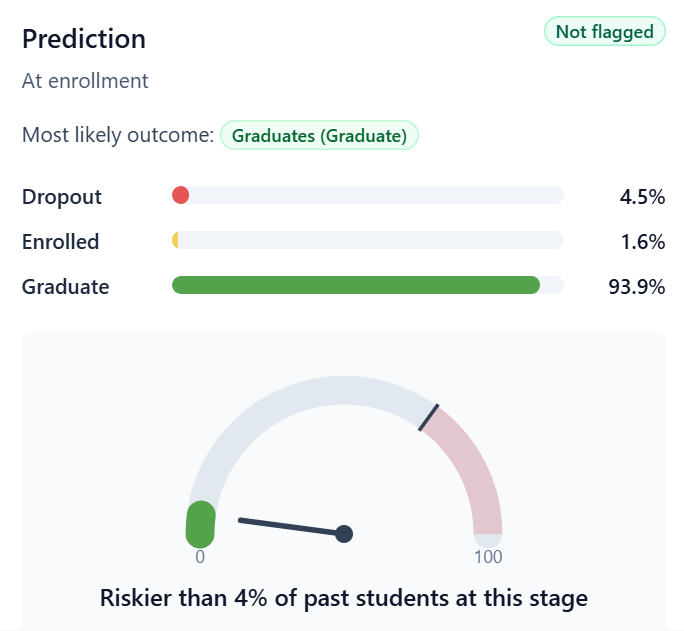 Prediction
Not flagged
At enrollment
Most likely outcome: Graduates (Graduate)
Dropout 4.5%
Enrolled 1.6%
Graduate 93.9%
0 100
Riskier than 4% of past students at this stage